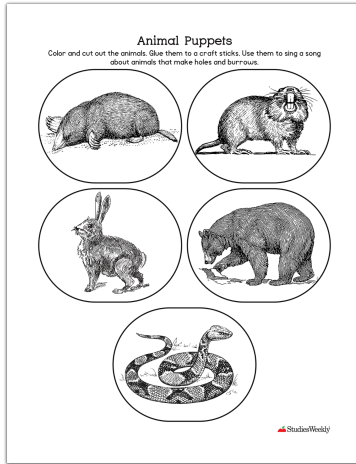 Animal Puppets
Color and cut out the animals. Glue them to a craft sticks. Use them to sing a song
about animals that make holes and burrows.
StudiesWeekly